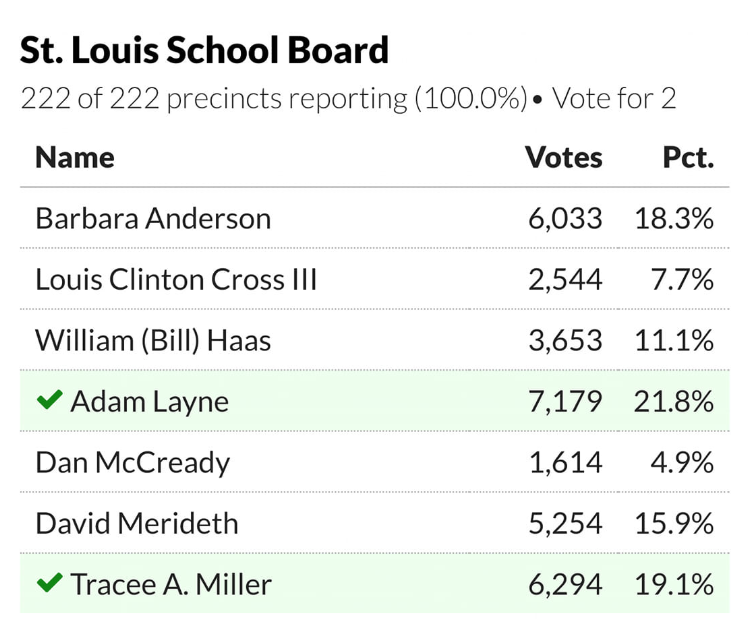 St. Louis School Board
222 of 222 precincts reporting (100.0%)• Vote for 2
Name Votes Pct.
Barbara Anderson 6,033 18.3%
Louis Clinton Cross III 2,544 7.7%
William (Bill) Haas 3,653 11.1%
Adam Layne 7,179 21.8%
Dan McCready 1,614 4.9%
David Merideth 5,254 15.9%
Tracee A. Miller 6,294 19.1%